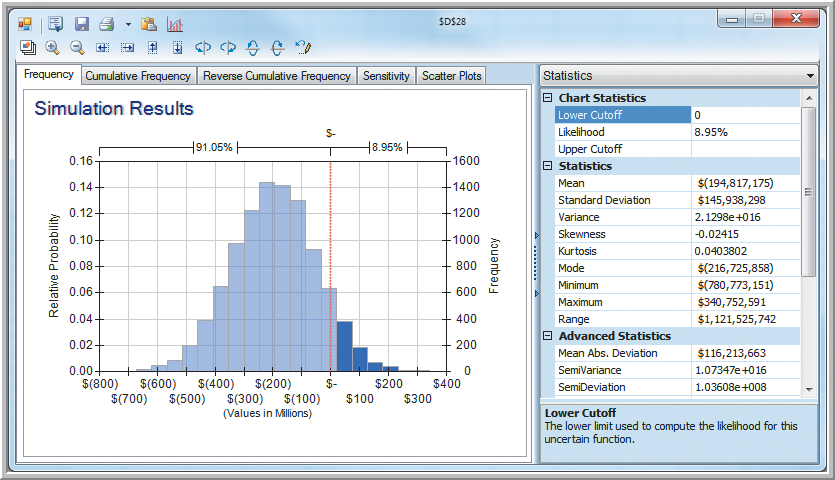 $D$28
Frequency
Cumulative Frequency
Reverse Cumulative Frequency
Sensitivity
Scatter Plots
Simulation Results
$-
91.05%
8.95%
0.16
0.14
0.12
0.10
0.08
0.06
0.04
0.02
0.00
Relative Probability
1600
1400
1200
1000
800
600
400
200
0
Frequency
$(800) $(600) $(400) $(200) $- $200 $400
$(700) $(500) $(300) $(100) $100 $300
(Values in Millions)
Statistics
Chart Statistics
Lower Cutoff 0
Likelihood 8.95%
Upper Cutoff
Statistics
Mean $(194,817,175)
Standard Deviation $145,938,298
Variance 2.1298e+016
Skewness -0.02415
Kurtosis 0.0403802
Mode $(216,725,858)
Minimum $(780,773,151)
Maximum $340,752,591
Range $1,121,525,742
Advanced Statistics
Mean Abs. Deviation $116,213,663
SemiVariance 1.07347e+016
SemiDeviation 1.03608e+008
Lower Cutoff
The lower limit used to compute the likelihood for this
uncertain function.